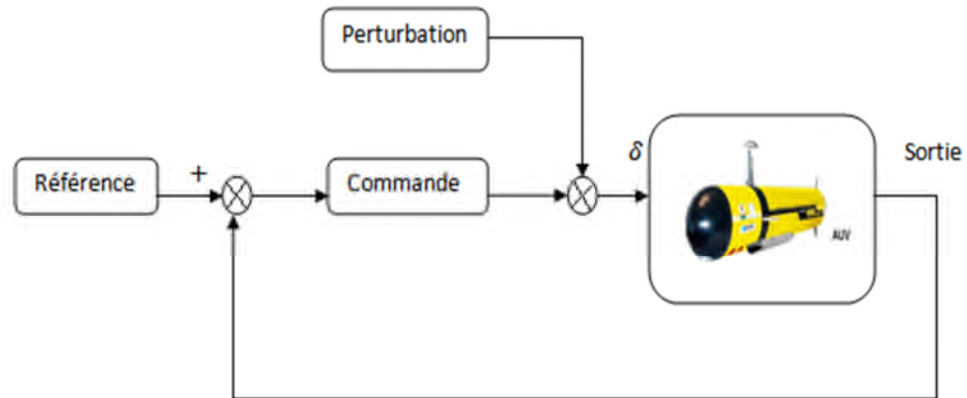 Perturbation
δ
Sortie
Référence
+
Commande
AUV